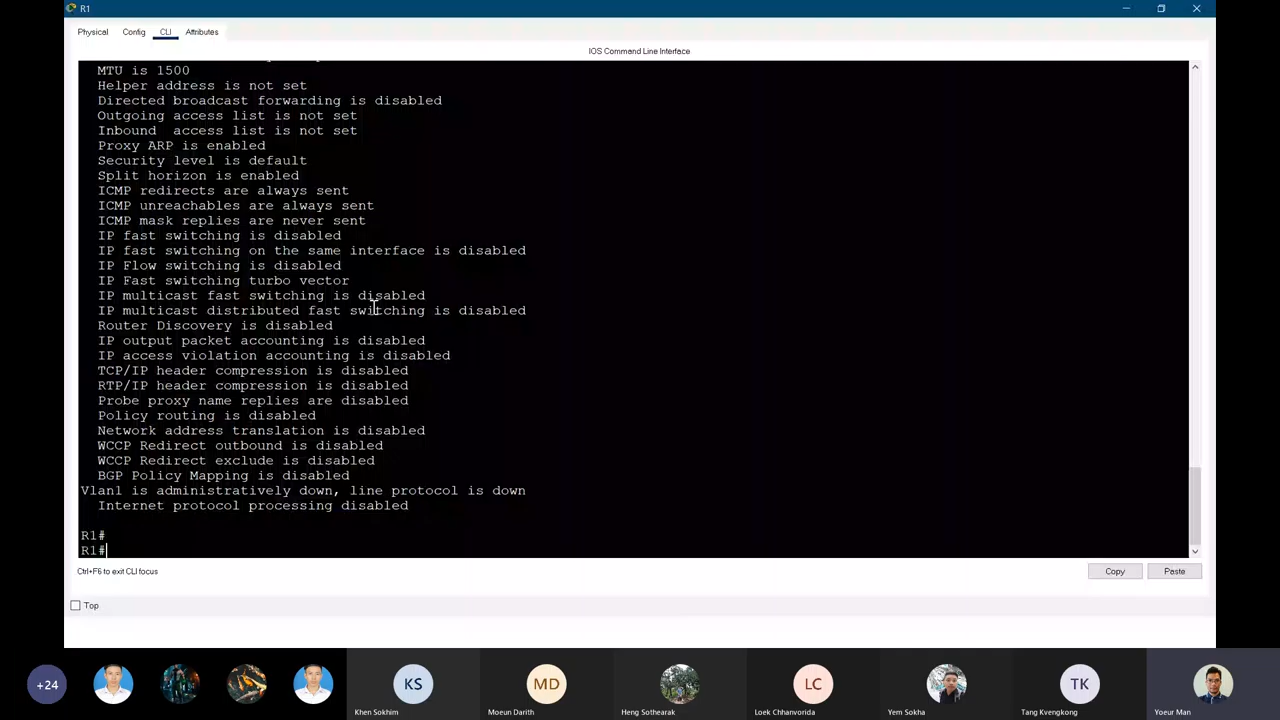 R1
Physical Config CLI Attributes
IOS Command Line Interface
MTU is 1500
Helper address is not set
Directed broadcast forwarding is disabled
Outgoing access list is not set
Inbound  access list is not set
Proxy ARP is enabled
Security level is default
Split horizon is enabled
ICMP redirects are always sent
ICMP unreachables are always sent
ICMP mask replies are never sent
IP fast switching is disabled
IP fast switching on the same interface is disabled
IP Flow switching is disabled
IP Fast switching turbo vector
IP multicast fast switching is disabled
IP multicast distributed fast switching is disabled
Router Discovery is disabled
IP output packet accounting is disabled
IP access violation accounting is disabled
TCP/IP header compression is disabled
RTP/IP header compression is disabled
Probe proxy name replies are disabled
Policy routing is disabled
Network address translation is disabled
WCCP Redirect outbound is disabled
WCCP Redirect exclude is disabled
BGP Policy Mapping is disabled
Vlan1 is administratively down, line protocol is down
Internet protocol processing disabled
R1#
R1#
Ctrl+F6 to exit CLI focus
Copy Paste
Top
+24 KS MD LC TK
Khen Sokhim Moeun Darith Heng Sothearak Loek Chhanvorida Yem Sokha Tang Kvengkong Yoeur Man